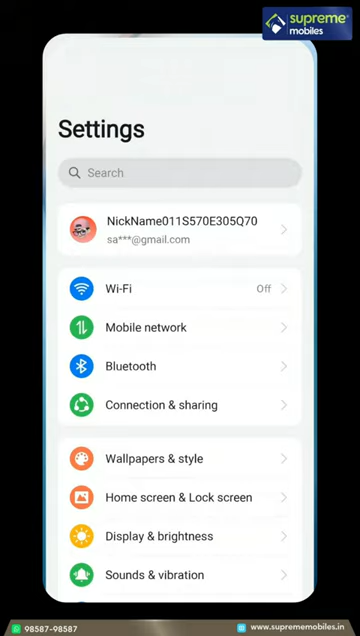 supreme
mobiles
Settings
Search
NickName011S570E305Q70
sa***@gmail.com
Wi-Fi Off
Mobile network
Bluetooth
Connection & sharing
Wallpapers & style
Home screen & Lock screen
Display & brightness
Sounds & vibration
98587-98587 www.suprememobiles.in